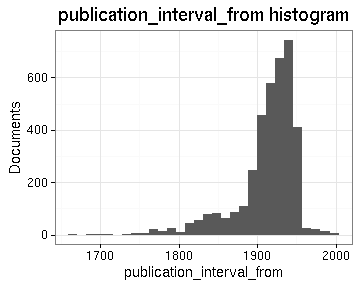 publication_interval_from histogram
600
400
200
0
Documents
1700
1800
1900
2000
publication_interval_from